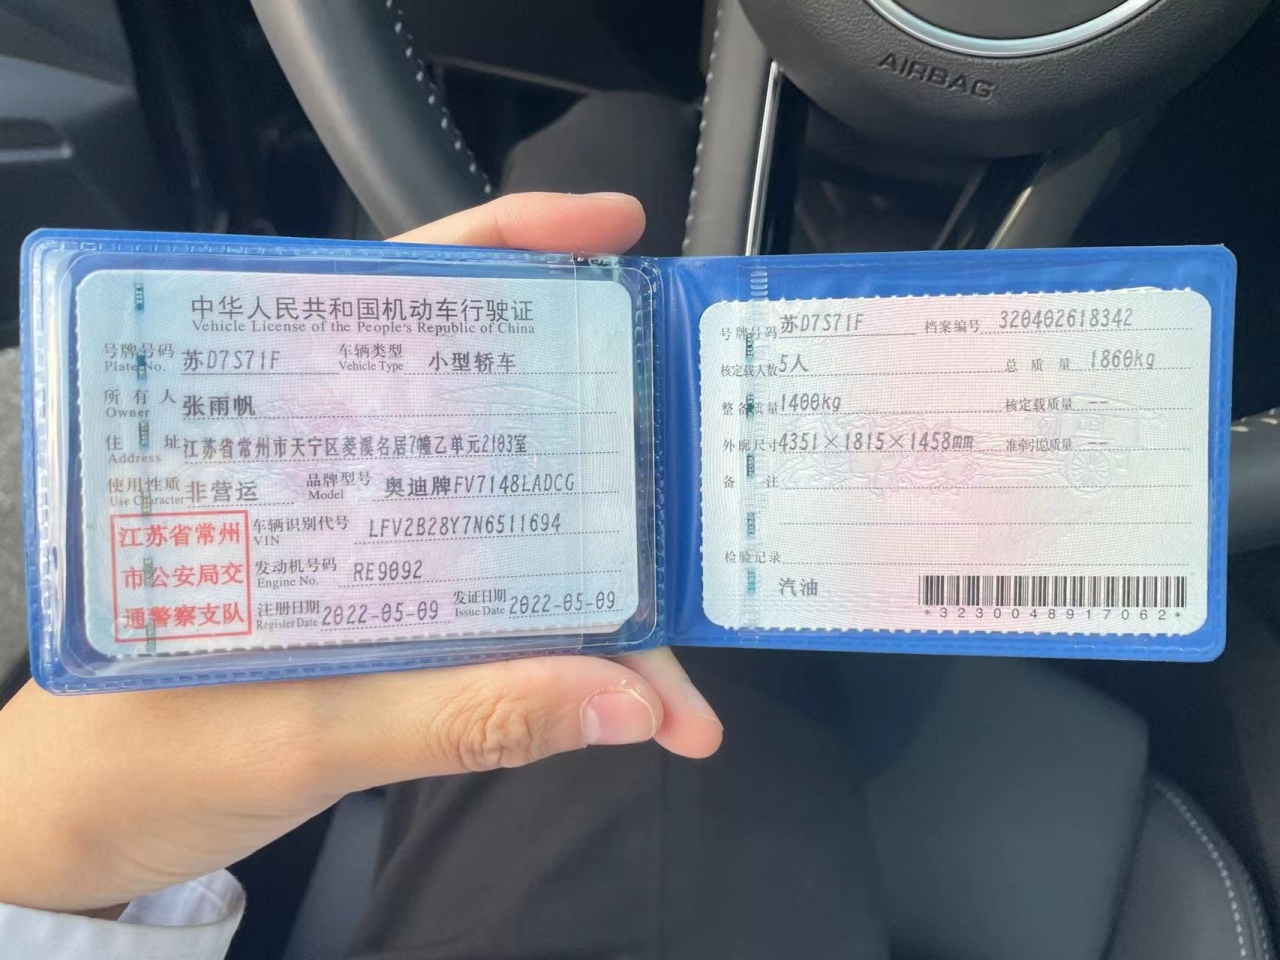 AIRBAG
中华人民共和国机动车行驶证
Vehicle License of the People's Republic of China
号牌号码 苏D7S71F 车辆类型 小型轿车
Plate No. Vehicle Type
所有人 张雨帆
Owner
住址 江苏省常州市天宁区菱溪名居7幢乙单元2103室
Address
使用性质 非营运 品牌型号 奥迪牌FV7148LADCG
Use Character Model
江苏省常州
市公安局交
通警察支队
车辆识别代号 LFV2B28Y7N6511694
VIN
发动机号码 RE9092
Engine No.
注册日期 2022-05-09 发证日期 2022-05-09
Register Date Issue Date
号牌号码 苏D7S71F 档案编号 320402618342
核定载人数 5人 总质量 1860kg
整备质量 1400kg 核定载质量 --
外廓尺寸 4351×1815×1458mm 准牵引总质量 --
备注
检验记录
汽油
*3230048917062*